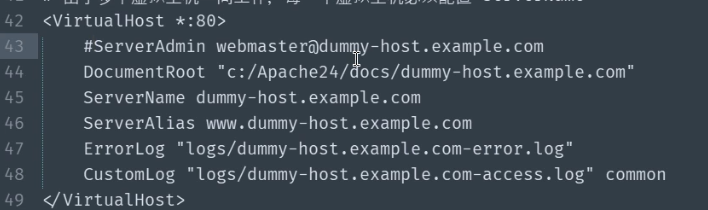 42 <VirtualHost *:80>
43 #ServerAdmin webmaster@dummy-host.example.com
44 DocumentRoot "c:/Apache24/docs/dummy-host.example.com"
45 ServerName dummy-host.example.com
46 ServerAlias www.dummy-host.example.com
47 ErrorLog "logs/dummy-host.example.com-error.log"
48 CustomLog "logs/dummy-host.example.com-access.log" common
49 </VirtualHost>